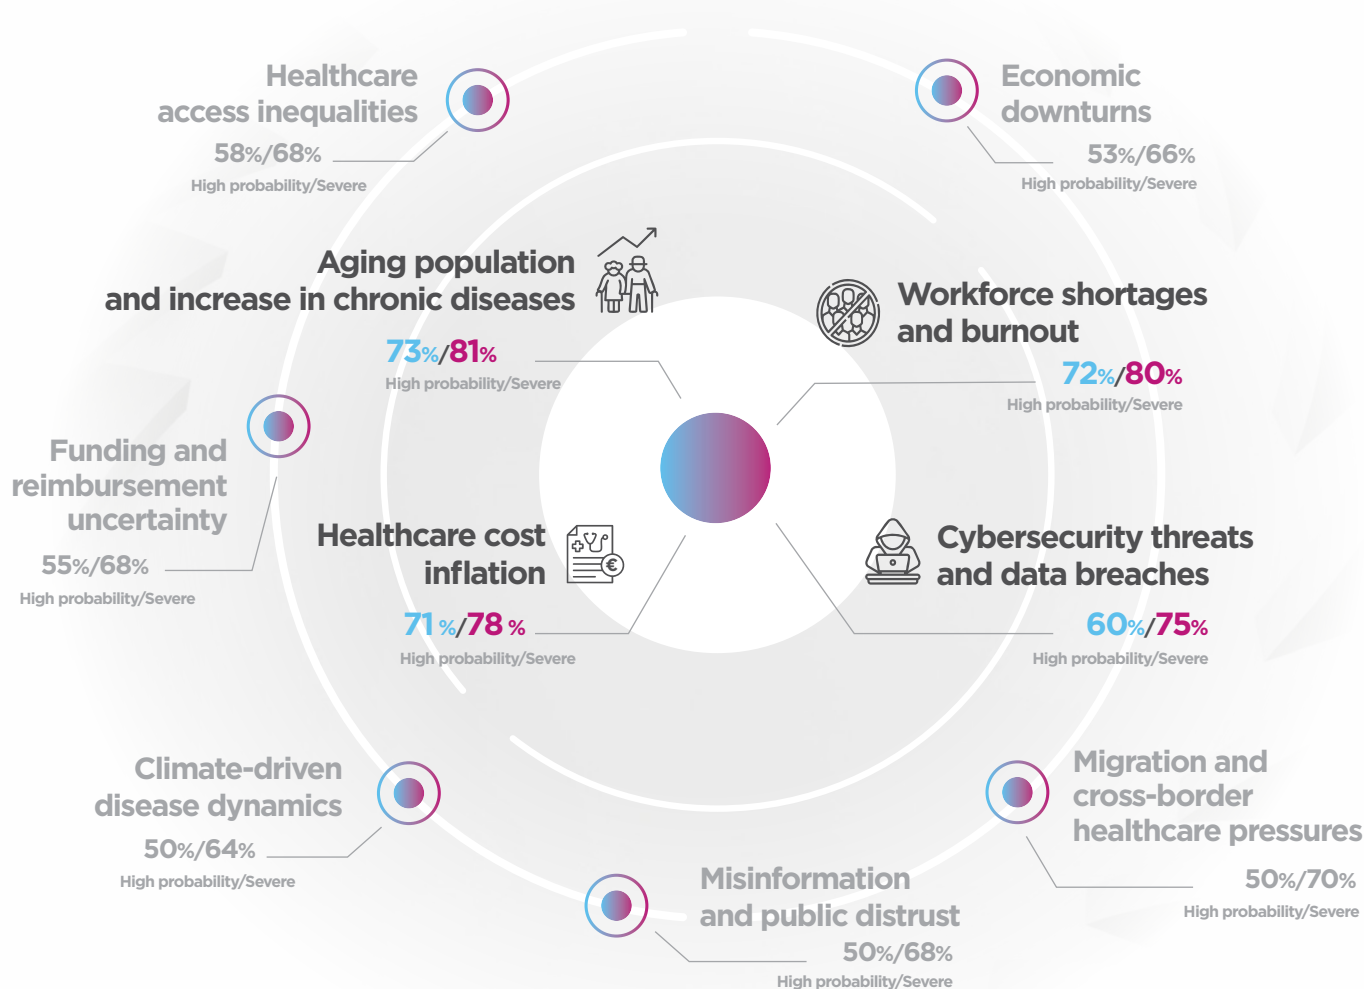 Healthcare
access inequalities
58%/68%
High probability/Severe
Economic
downturns
53%/66%
High probability/Severe
Aging population
and increase in chronic diseases
73%/81%
High probability/Severe
Workforce shortages
and burnout
72%/80%
High probability/Severe
Funding and
reimbursement
uncertainty
55%/68%
High probability/Severe
Healthcare cost
inflation
71 %/78 %
High probability/Severe
€
Cybersecurity threats
and data breaches
60%/75%
High probability/Severe
Climate-driven
disease dynamics
50%/64%
High probability/Severe
Migration and
cross-border
healthcare pressures
50%/70%
High probability/Severe
Misinformation
and public distrust
50%/68%
High probability/Severe